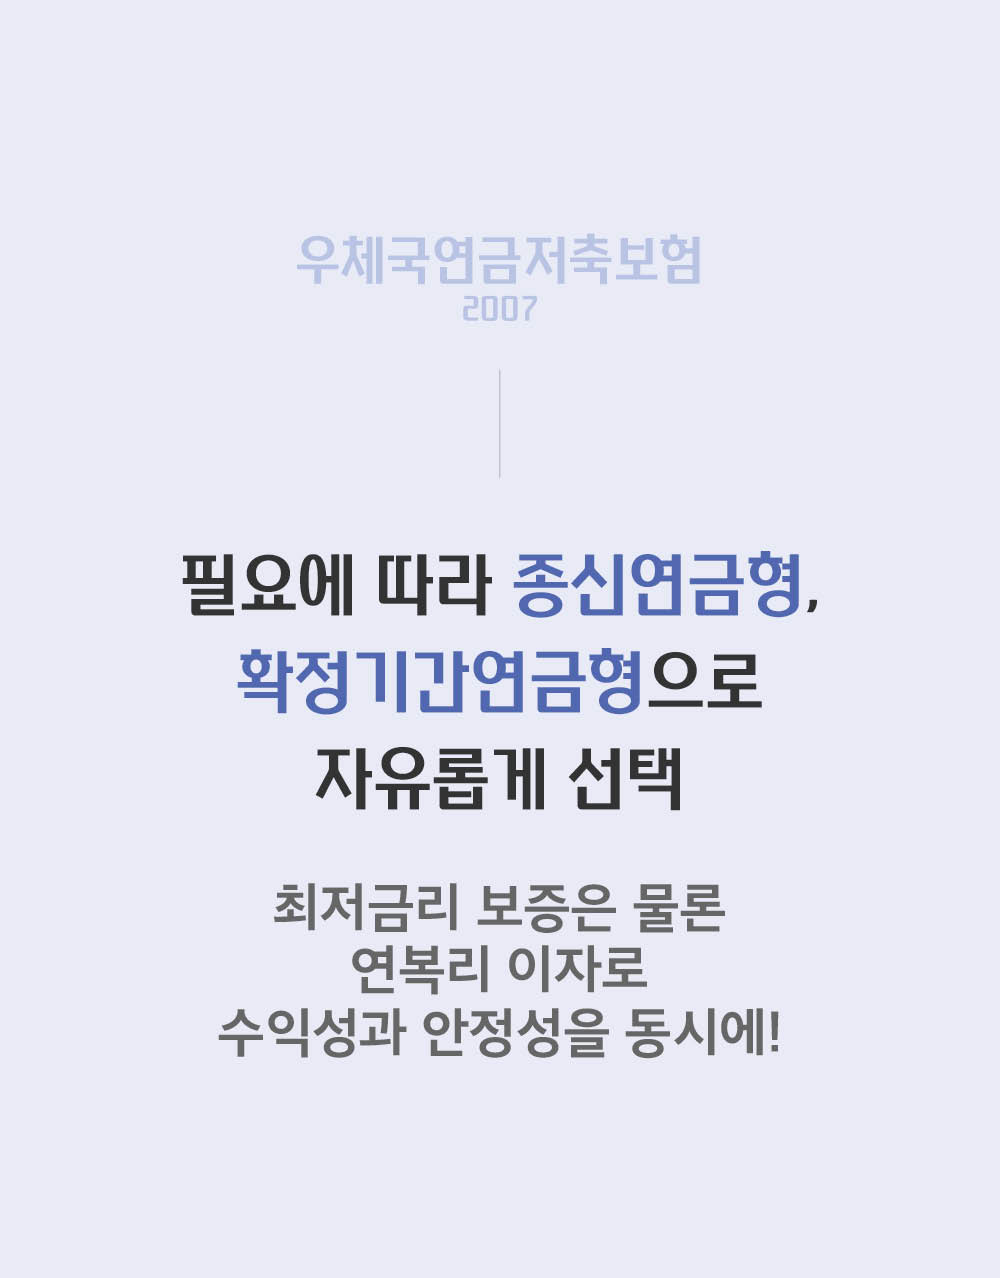 우체국연금저축보험
2007
필요에 따라 종신연금형,
확정기간연금형으로
자유롭게 선택
최저금리 보증은 물론
연복리 이자로
수익성과 안정성을 동시에!